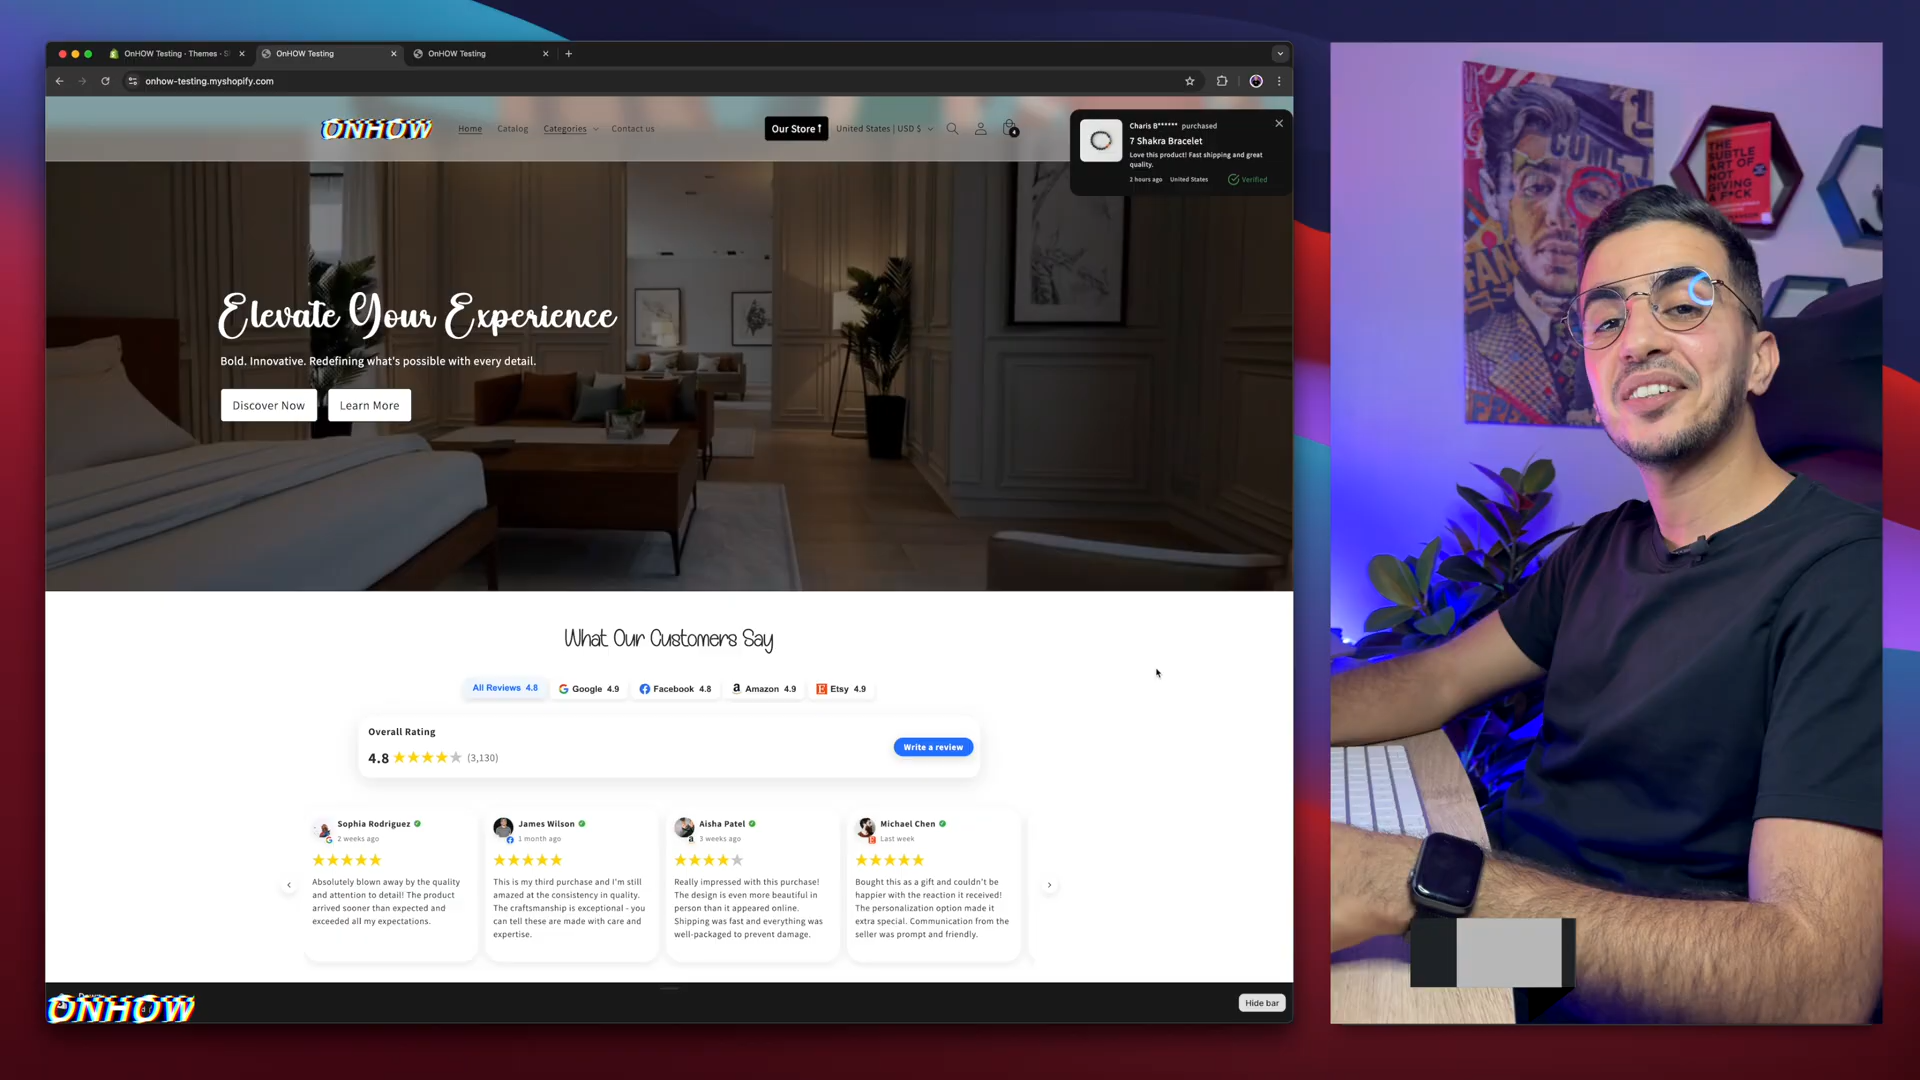 OnHOW Testing - Themes - S
OnHOW Testing
OnHOW Testing
onhow-testing.myshopify.com
ONHOW
Home
Catalog
Categories
Contact us
Our Store
United States | USD $
4
Charis B****** purchased
7 Shakra Bracelet
Love this product! Fast shipping and great
quality.
2 hours ago United States Verified
Elevate Your Experience
Bold. Innovative. Redefining what's possible with every detail.
Discover Now
Learn More
What Our Customers Say
All Reviews 4.8
Google 4.9
Facebook 4.8
Amazon 4.9
Etsy 4.9
Overall Rating
4.8 (3,130)
Write a review
Sophia Rodriguez
2 weeks ago
Absolutely blown away by the quality
and attention to detail! The product
arrived sooner than expected and
exceeded all my expectations.
James Wilson
1 month ago
This is my third purchase and I'm still
amazed at the consistency in quality.
The craftsmanship is exceptional - you
can tell these are made with care and
expertise.
Aisha Patel
3 weeks ago
Really impressed with this purchase!
The design is even more beautiful in
person than it appeared online.
Shipping was fast and everything was
well-packaged to prevent damage.
Michael Chen
Last week
Bought this as a gift and couldn't be
happier with the reaction it received!
The personalization option made it
extra special. Communication from the
seller was prompt and friendly.
ONHOW
Hide bar
COME
FAN
THE
SUBTLE
ART OF
NOT
GIVING
A F*CK